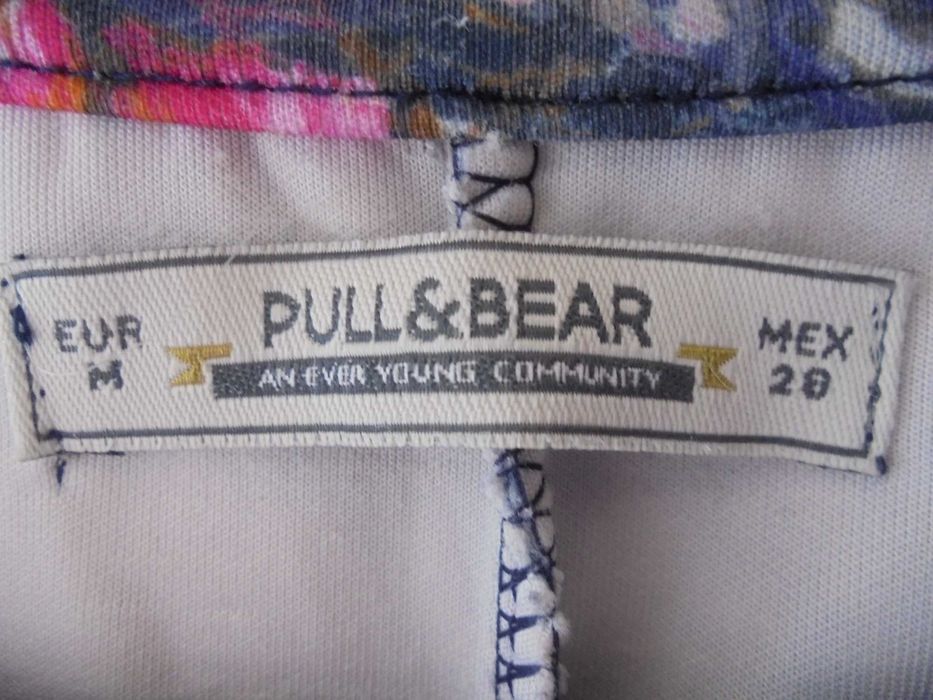 PULL&BEAR
AN EVER YOUNG COMMUNITY
EUR
M
MEX
28